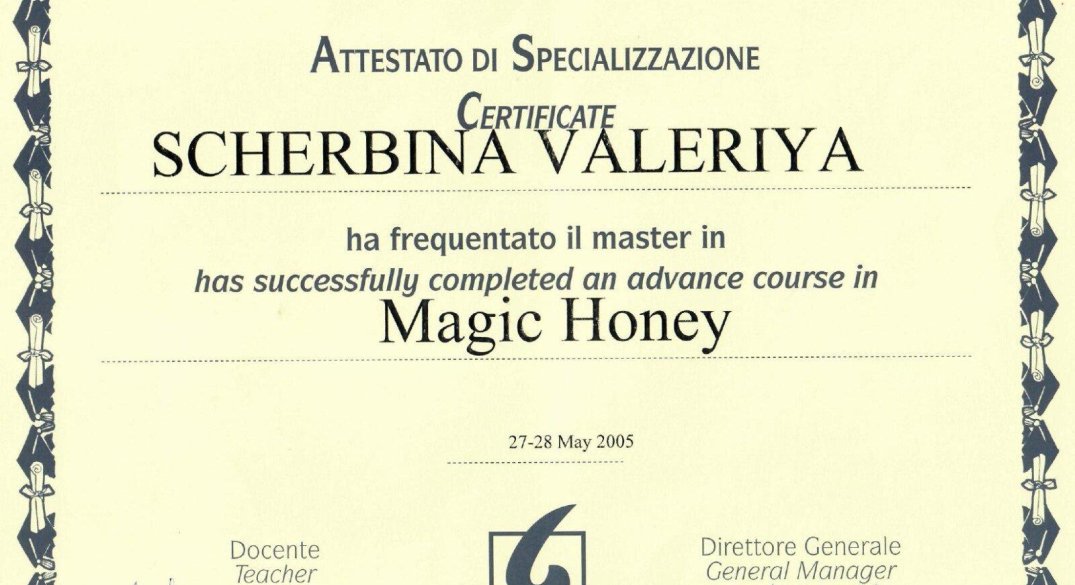 ATTESTATO DI SPECIALIZZAZIONE
CERTIFICATE
SCHERBINA VALERIYA
ha frequentato il master in
has successfully completed an advance course in
Magic Honey
27-28 May 2005
Docente
Teacher
Direttore Generale
General Manager